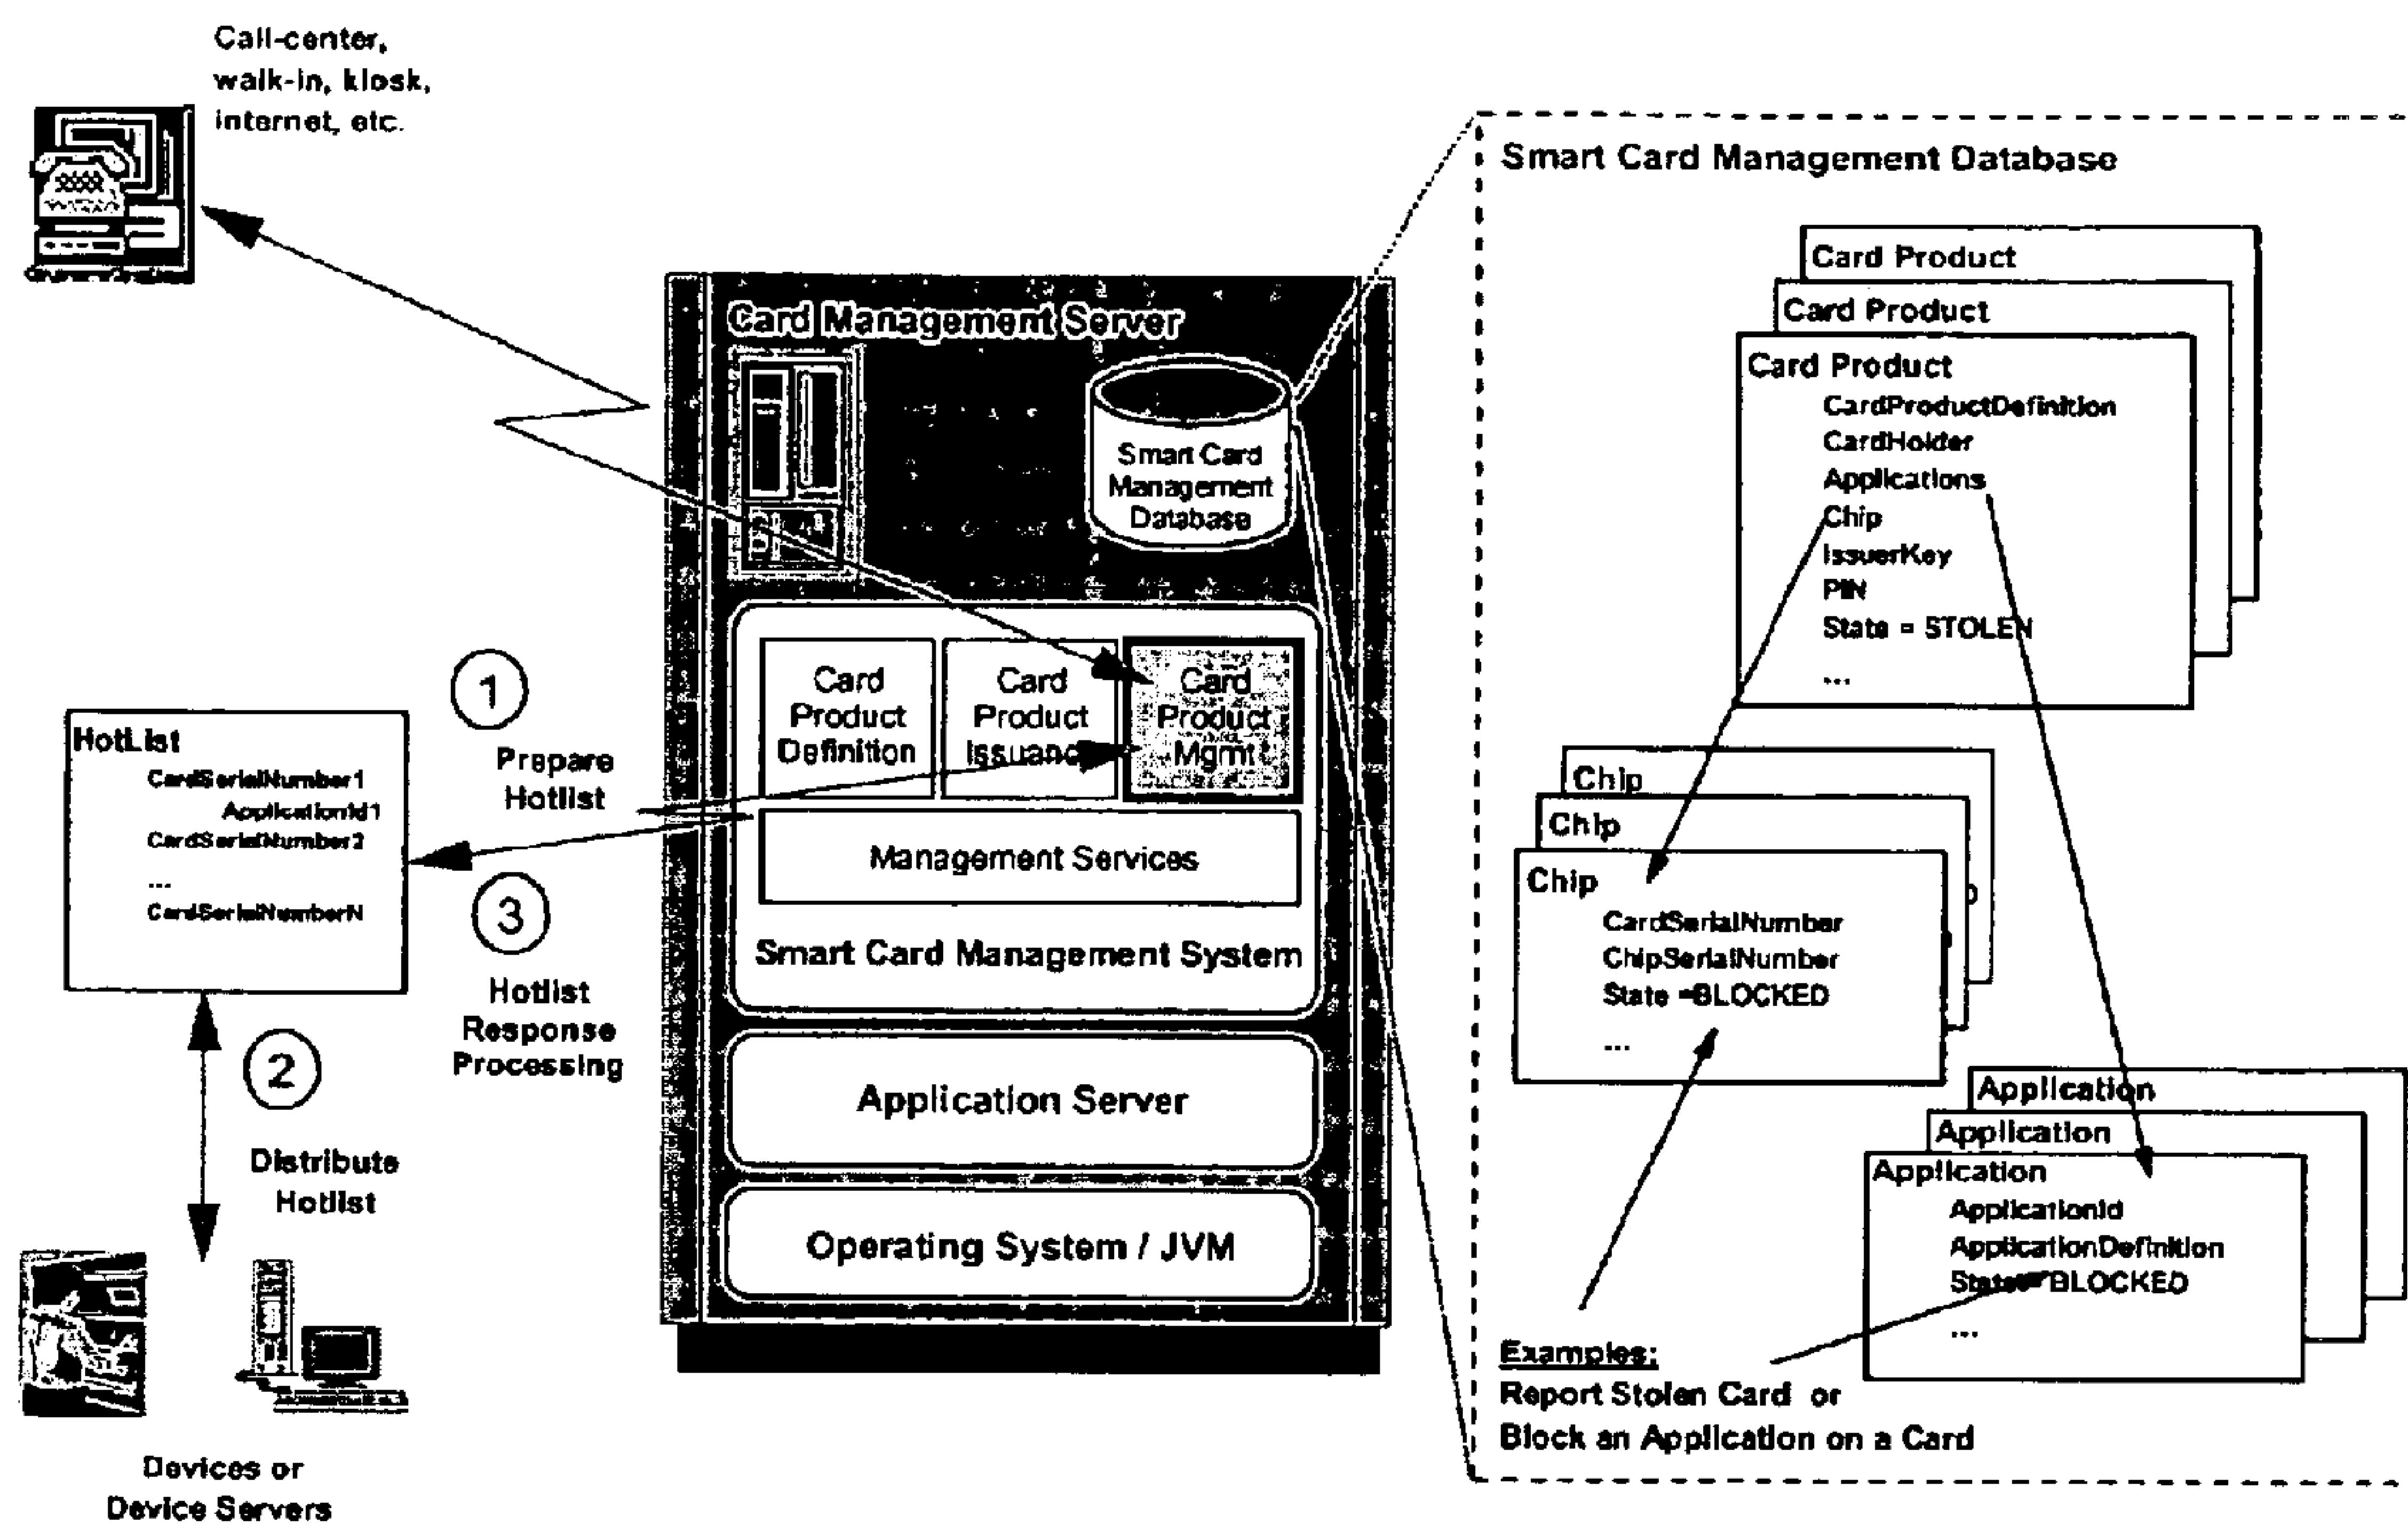 Call-center,
walk-in, kiosk,
internet, etc.
Card Management Server
Smart Card
Management
Database
Card
Product
Definition
Card
Product
Issuance
Card
Product
Mgmt
Management Services
Smart Card Management System
Application Server
Operating System / JVM
1
Prepare
Hotlist
HotList
CardSerialNumber1
ApplicationId1
CardSerialNumber2
...
CardSerialNumberN
3
Hotlist
Response
Processing
2
Distribute
Hotlist
Devices or
Device Servers
Smart Card Management Database
Card Product
Card Product
Card Product
CardProductDefinition
CardHolder
Applications
Chip
IssuerKey
PIN
State = STOLEN
...
Chip
Chip
Chip
CardSerialNumber
ChipSerialNumber
State =BLOCKED
...
Application
Application
Application
ApplicationId
ApplicationDefinition
State= BLOCKED
...
Examples:
Report Stolen Card or
Block an Application on a Card